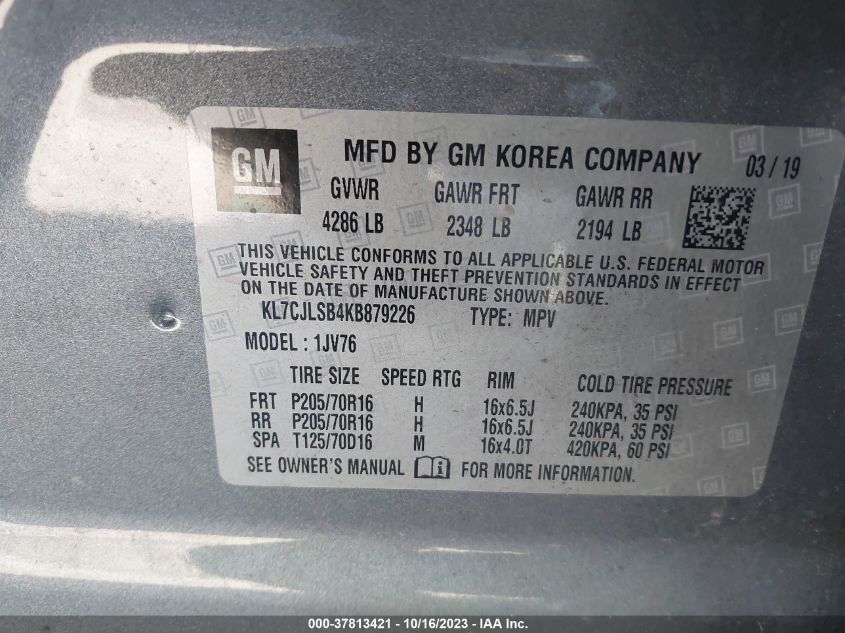 GM
MFD BY GM KOREA COMPANY 03 / 19
GVWR GAWR FRT GAWR RR
4286 LB 2348 LB 2194 LB
THIS VEHICLE CONFORMS TO ALL APPLICABLE U.S. FEDERAL MOTOR
VEHICLE SAFETY AND THEFT PREVENTION STANDARDS IN EFFECT
ON THE DATE OF MANUFACTURE SHOWN ABOVE.
KL7CJLSB4KB879226 TYPE: MPV
MODEL : 1JV76
TIRE SIZE SPEED RTG RIM COLD TIRE PRESSURE
FRT P205/70R16 H 16x6.5J 240KPA, 35 PSI
RR P205/70R16 H 16x6.5J 240KPA, 35 PSI
SPA T125/70D16 M 16x4.0T 420KPA, 60 PSI
SEE OWNER'S MANUAL FOR MORE INFORMATION.
000-37813421 - 10/16/2023 - IAA Inc.